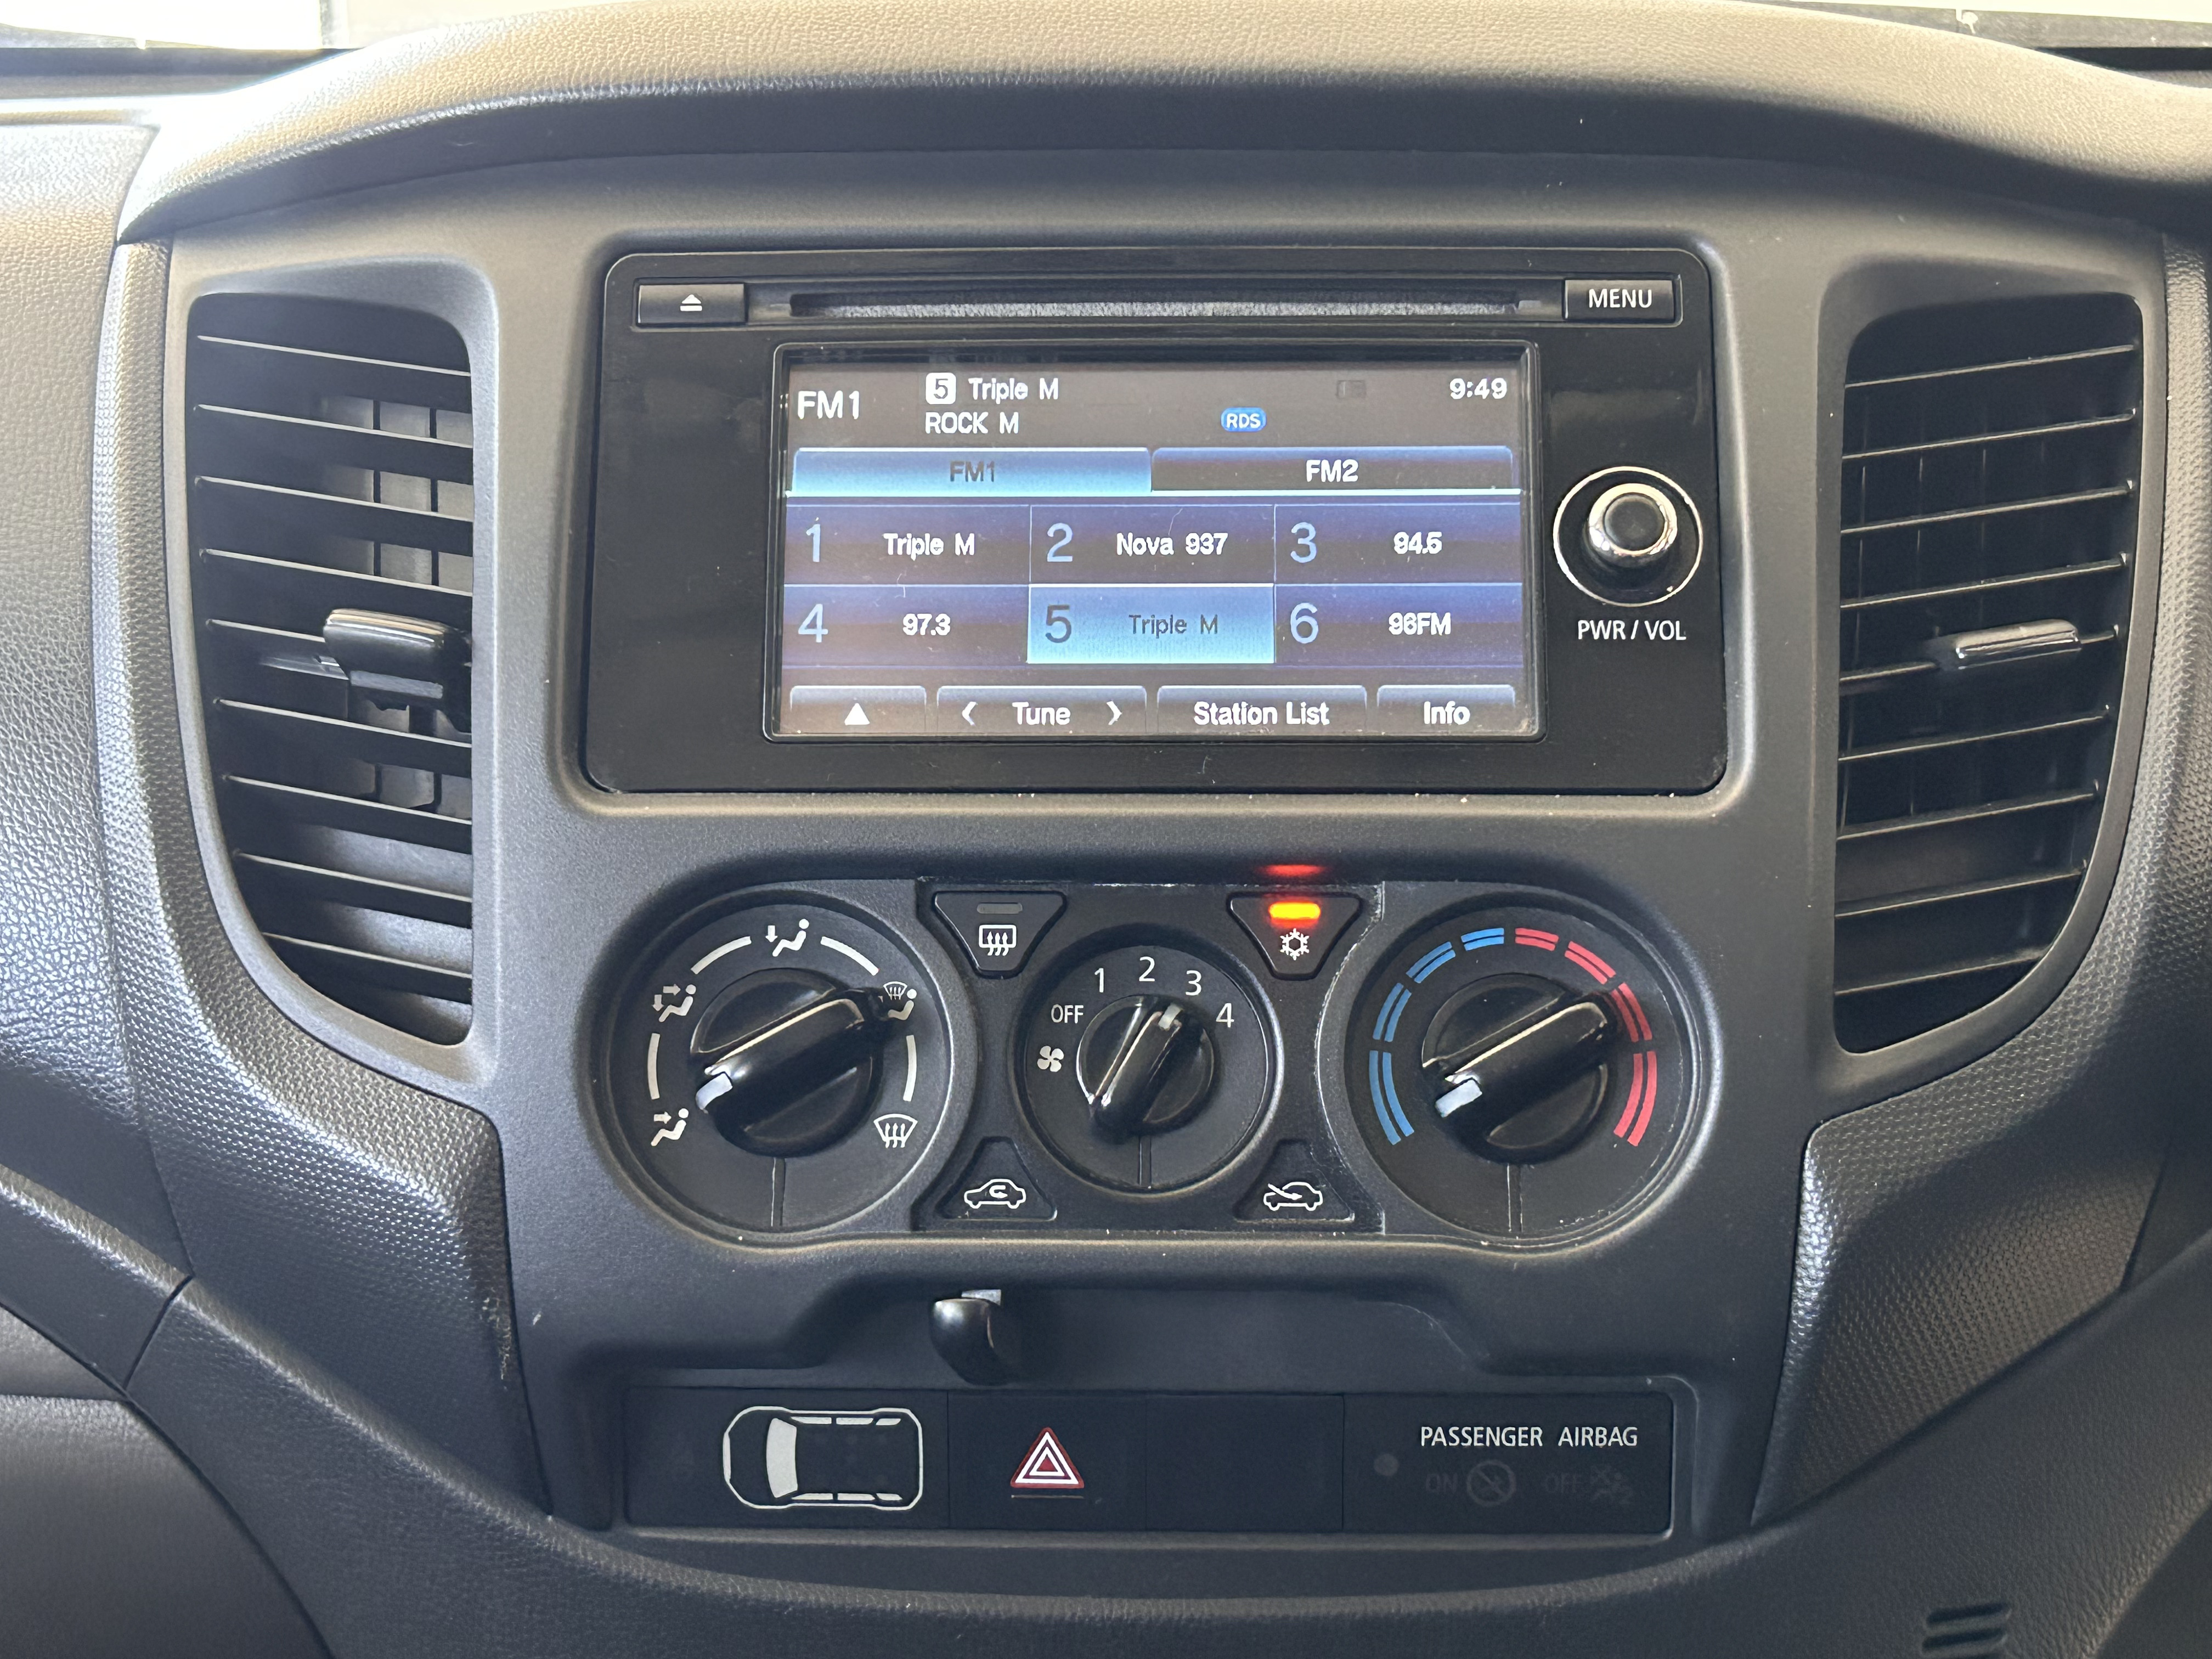 MENU
FM1 5 Triple M 9:49
ROCK M RDS
FM1 FM2
1 Triple M 2 Nova 937 3 94.5
4 97.3 5 Triple M 6 96FM
Tune Station List Info
PWR / VOL
OFF 1 2 3 4
PASSENGER AIRBAG
ON OFF